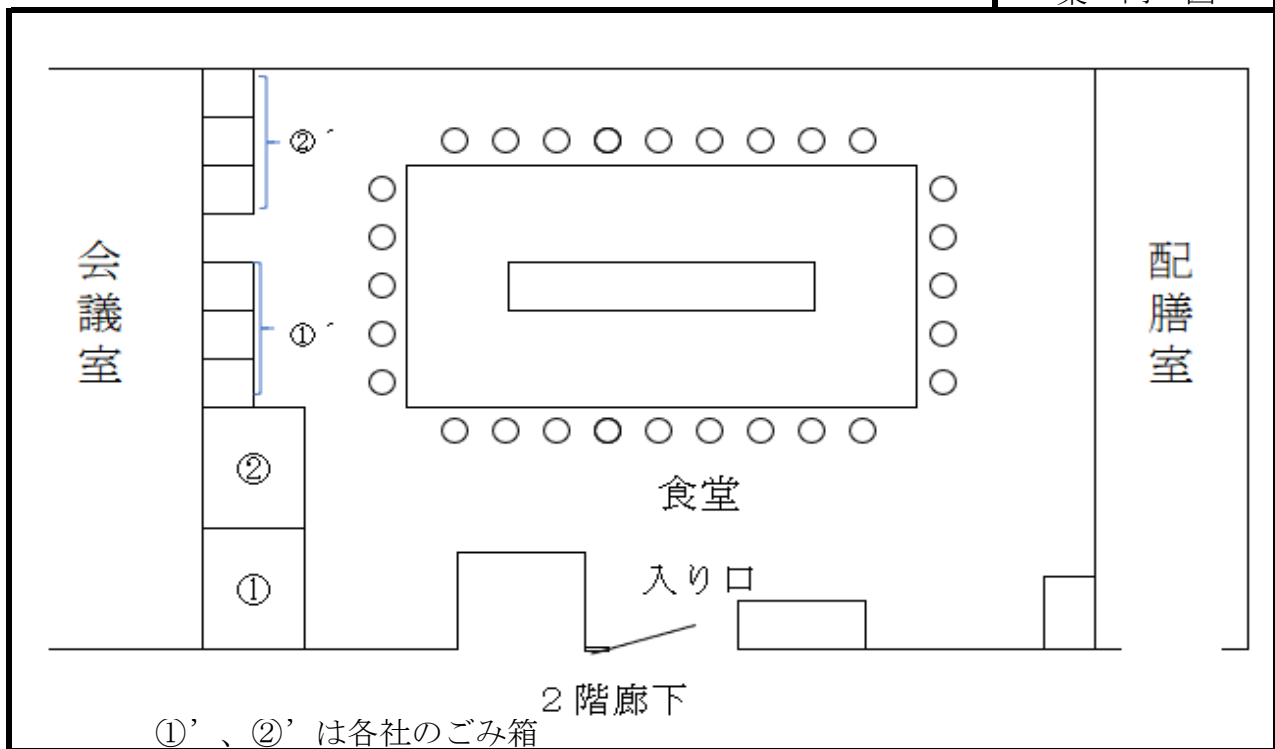 ②´
会議室
①´
配膳室
②
食堂
①
入り口
２階廊下
①’、②’は各社のごみ箱